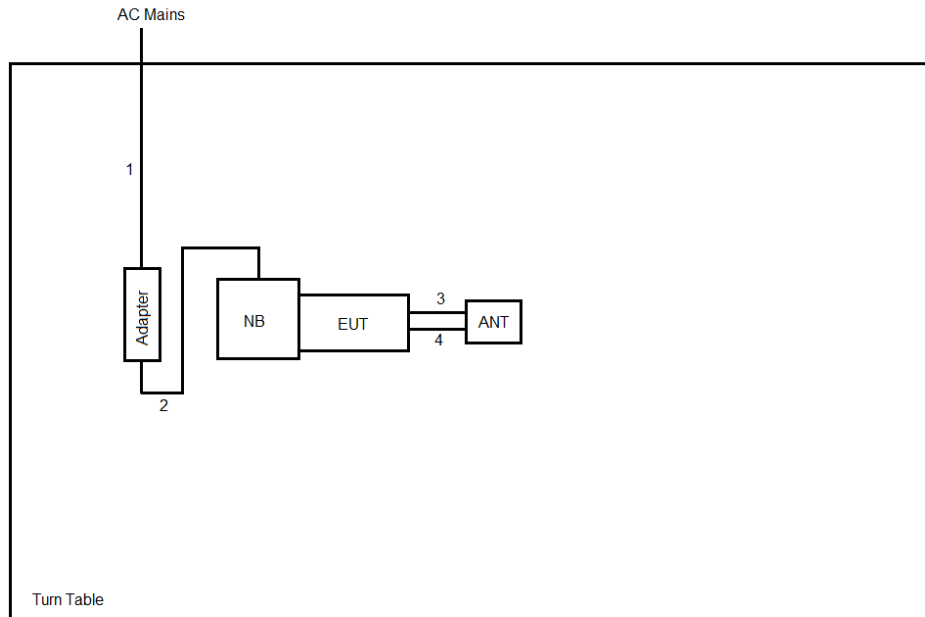 AC Mains
1
Adapter
2
NB
EUT
3
4
ANT
Turn Table